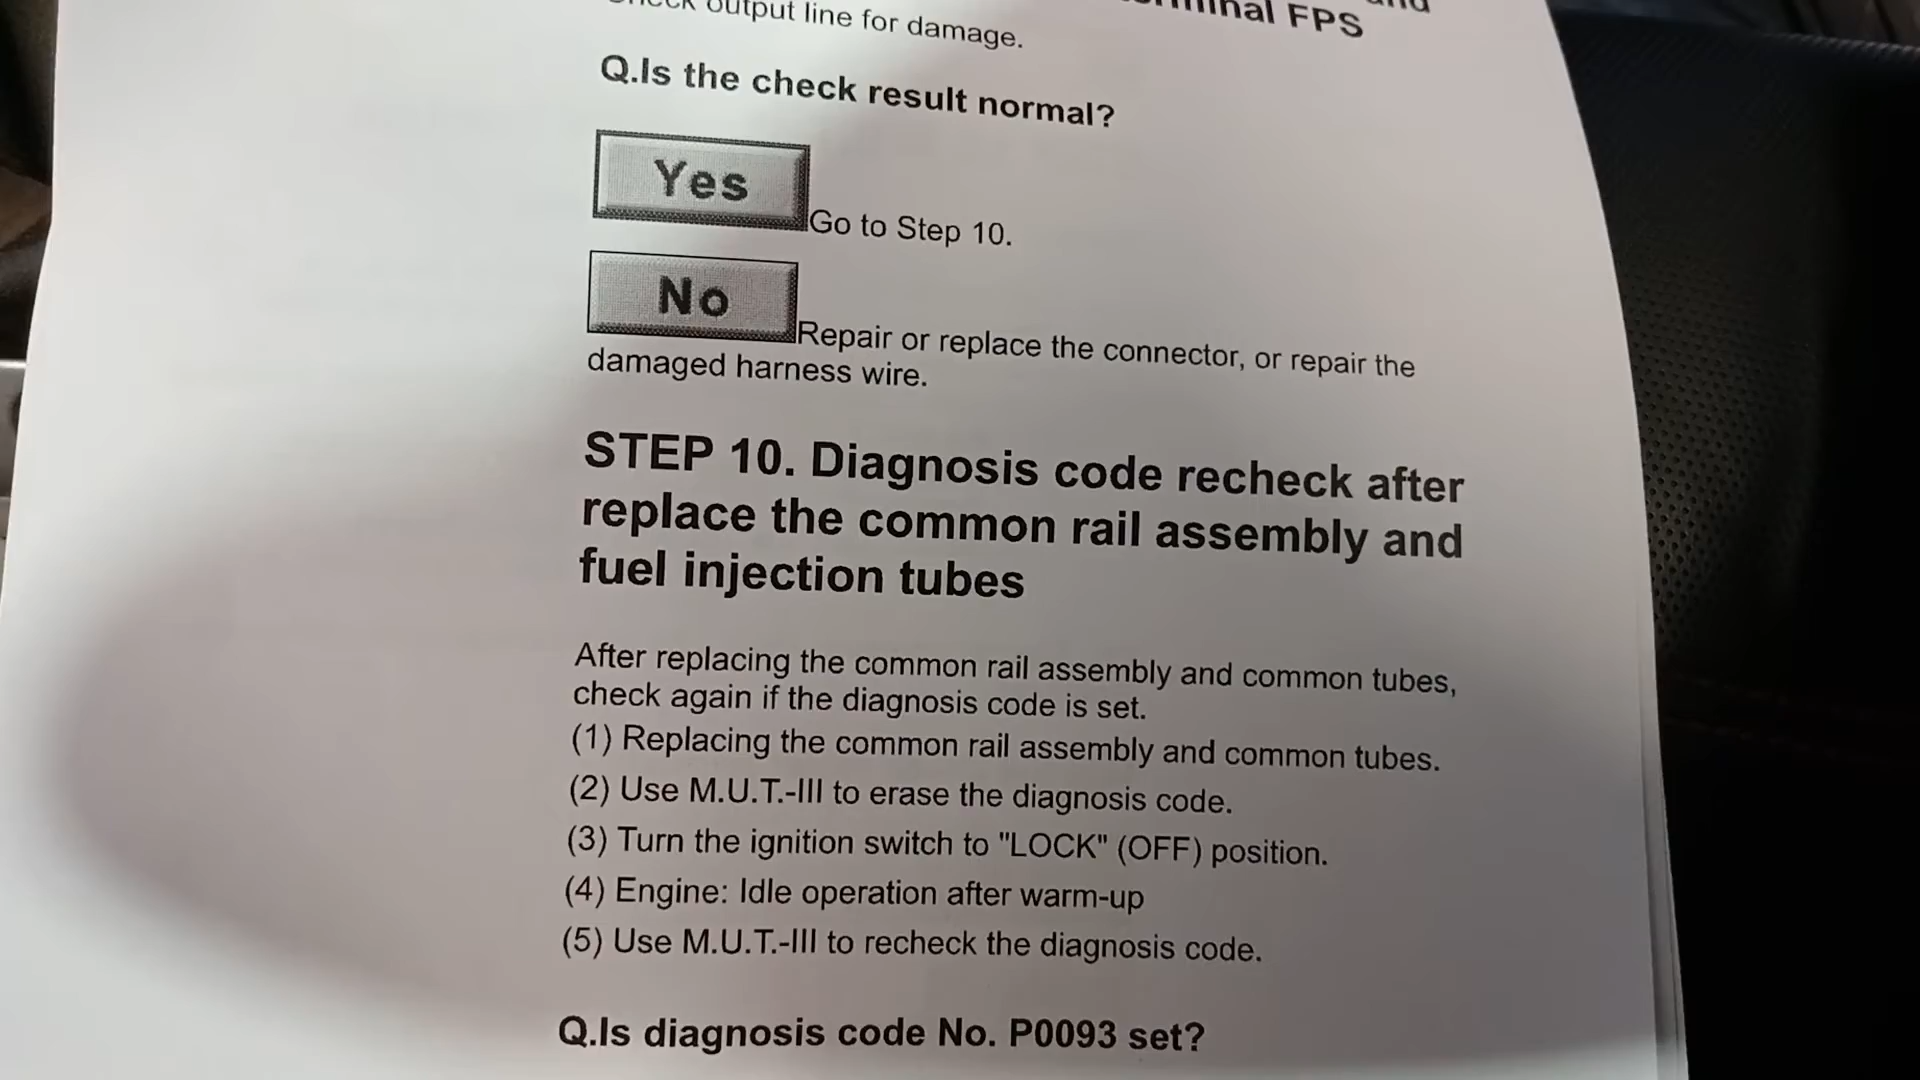 output line for damage.
FPS
Q.Is the check result normal?
Yes
Go to Step 10.
No
Repair or replace the connector, or repair the
damaged harness wire.
STEP 10. Diagnosis code recheck after
replace the common rail assembly and
fuel injection tubes
After replacing the common rail assembly and common tubes,
check again if the diagnosis code is set.
(1) Replacing the common rail assembly and common tubes.
(2) Use M.U.T.-III to erase the diagnosis code.
(3) Turn the ignition switch to "LOCK" (OFF) position.
(4) Engine: Idle operation after warm-up
(5) Use M.U.T.-III to recheck the diagnosis code.
Q.Is diagnosis code No. P0093 set?